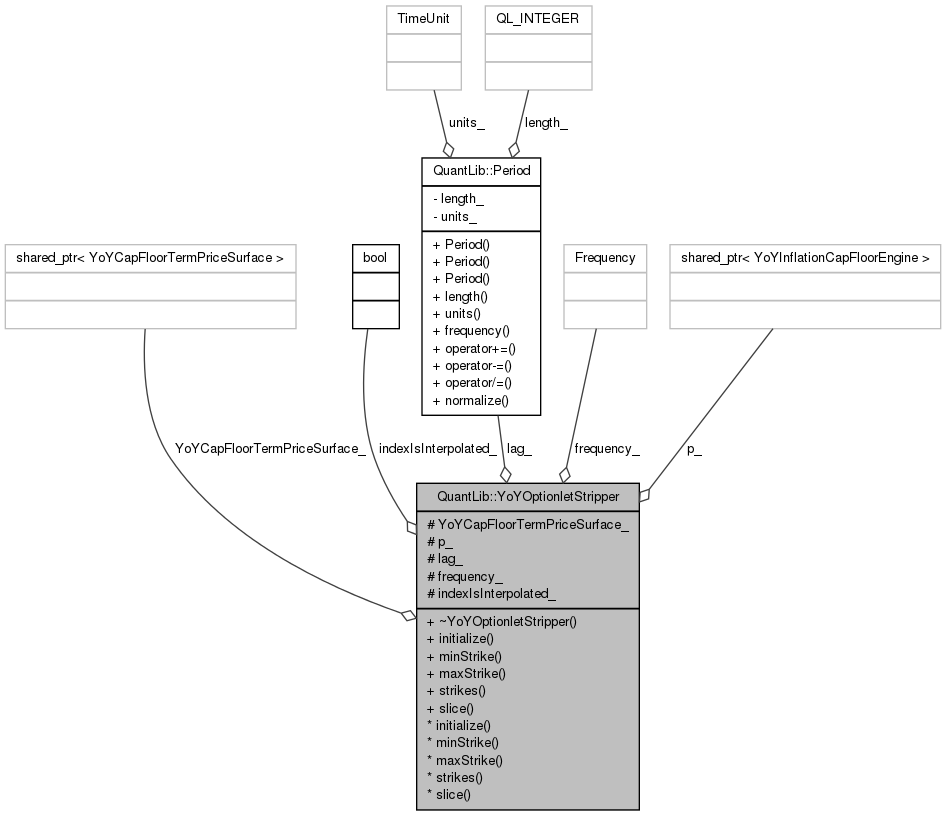 TimeUnit
QL_INTEGER
units_
length_
QuantLib::Period
- length_
- units_
+ Period()
+ Period()
+ Period()
+ length()
+ units()
+ frequency()
+ operator+=()
+ operator-=()
+ operator/=()
+ normalize()
shared_ptr< YoYCapFloorTermPriceSurface >
bool
Frequency
shared_ptr< YoYInflationCapFloorEngine >
YoYCapFloorTermPriceSurface_
indexIsInterpolated_
lag_
frequency_
p_
QuantLib::YoYOptionletStripper
# YoYCapFloorTermPriceSurface_
# p_
# lag_
# frequency_
# indexIsInterpolated_
+ ~YoYOptionletStripper()
+ initialize()
+ minStrike()
+ maxStrike()
+ strikes()
+ slice()
* initialize()
* minStrike()
* maxStrike()
* strikes()
* slice()